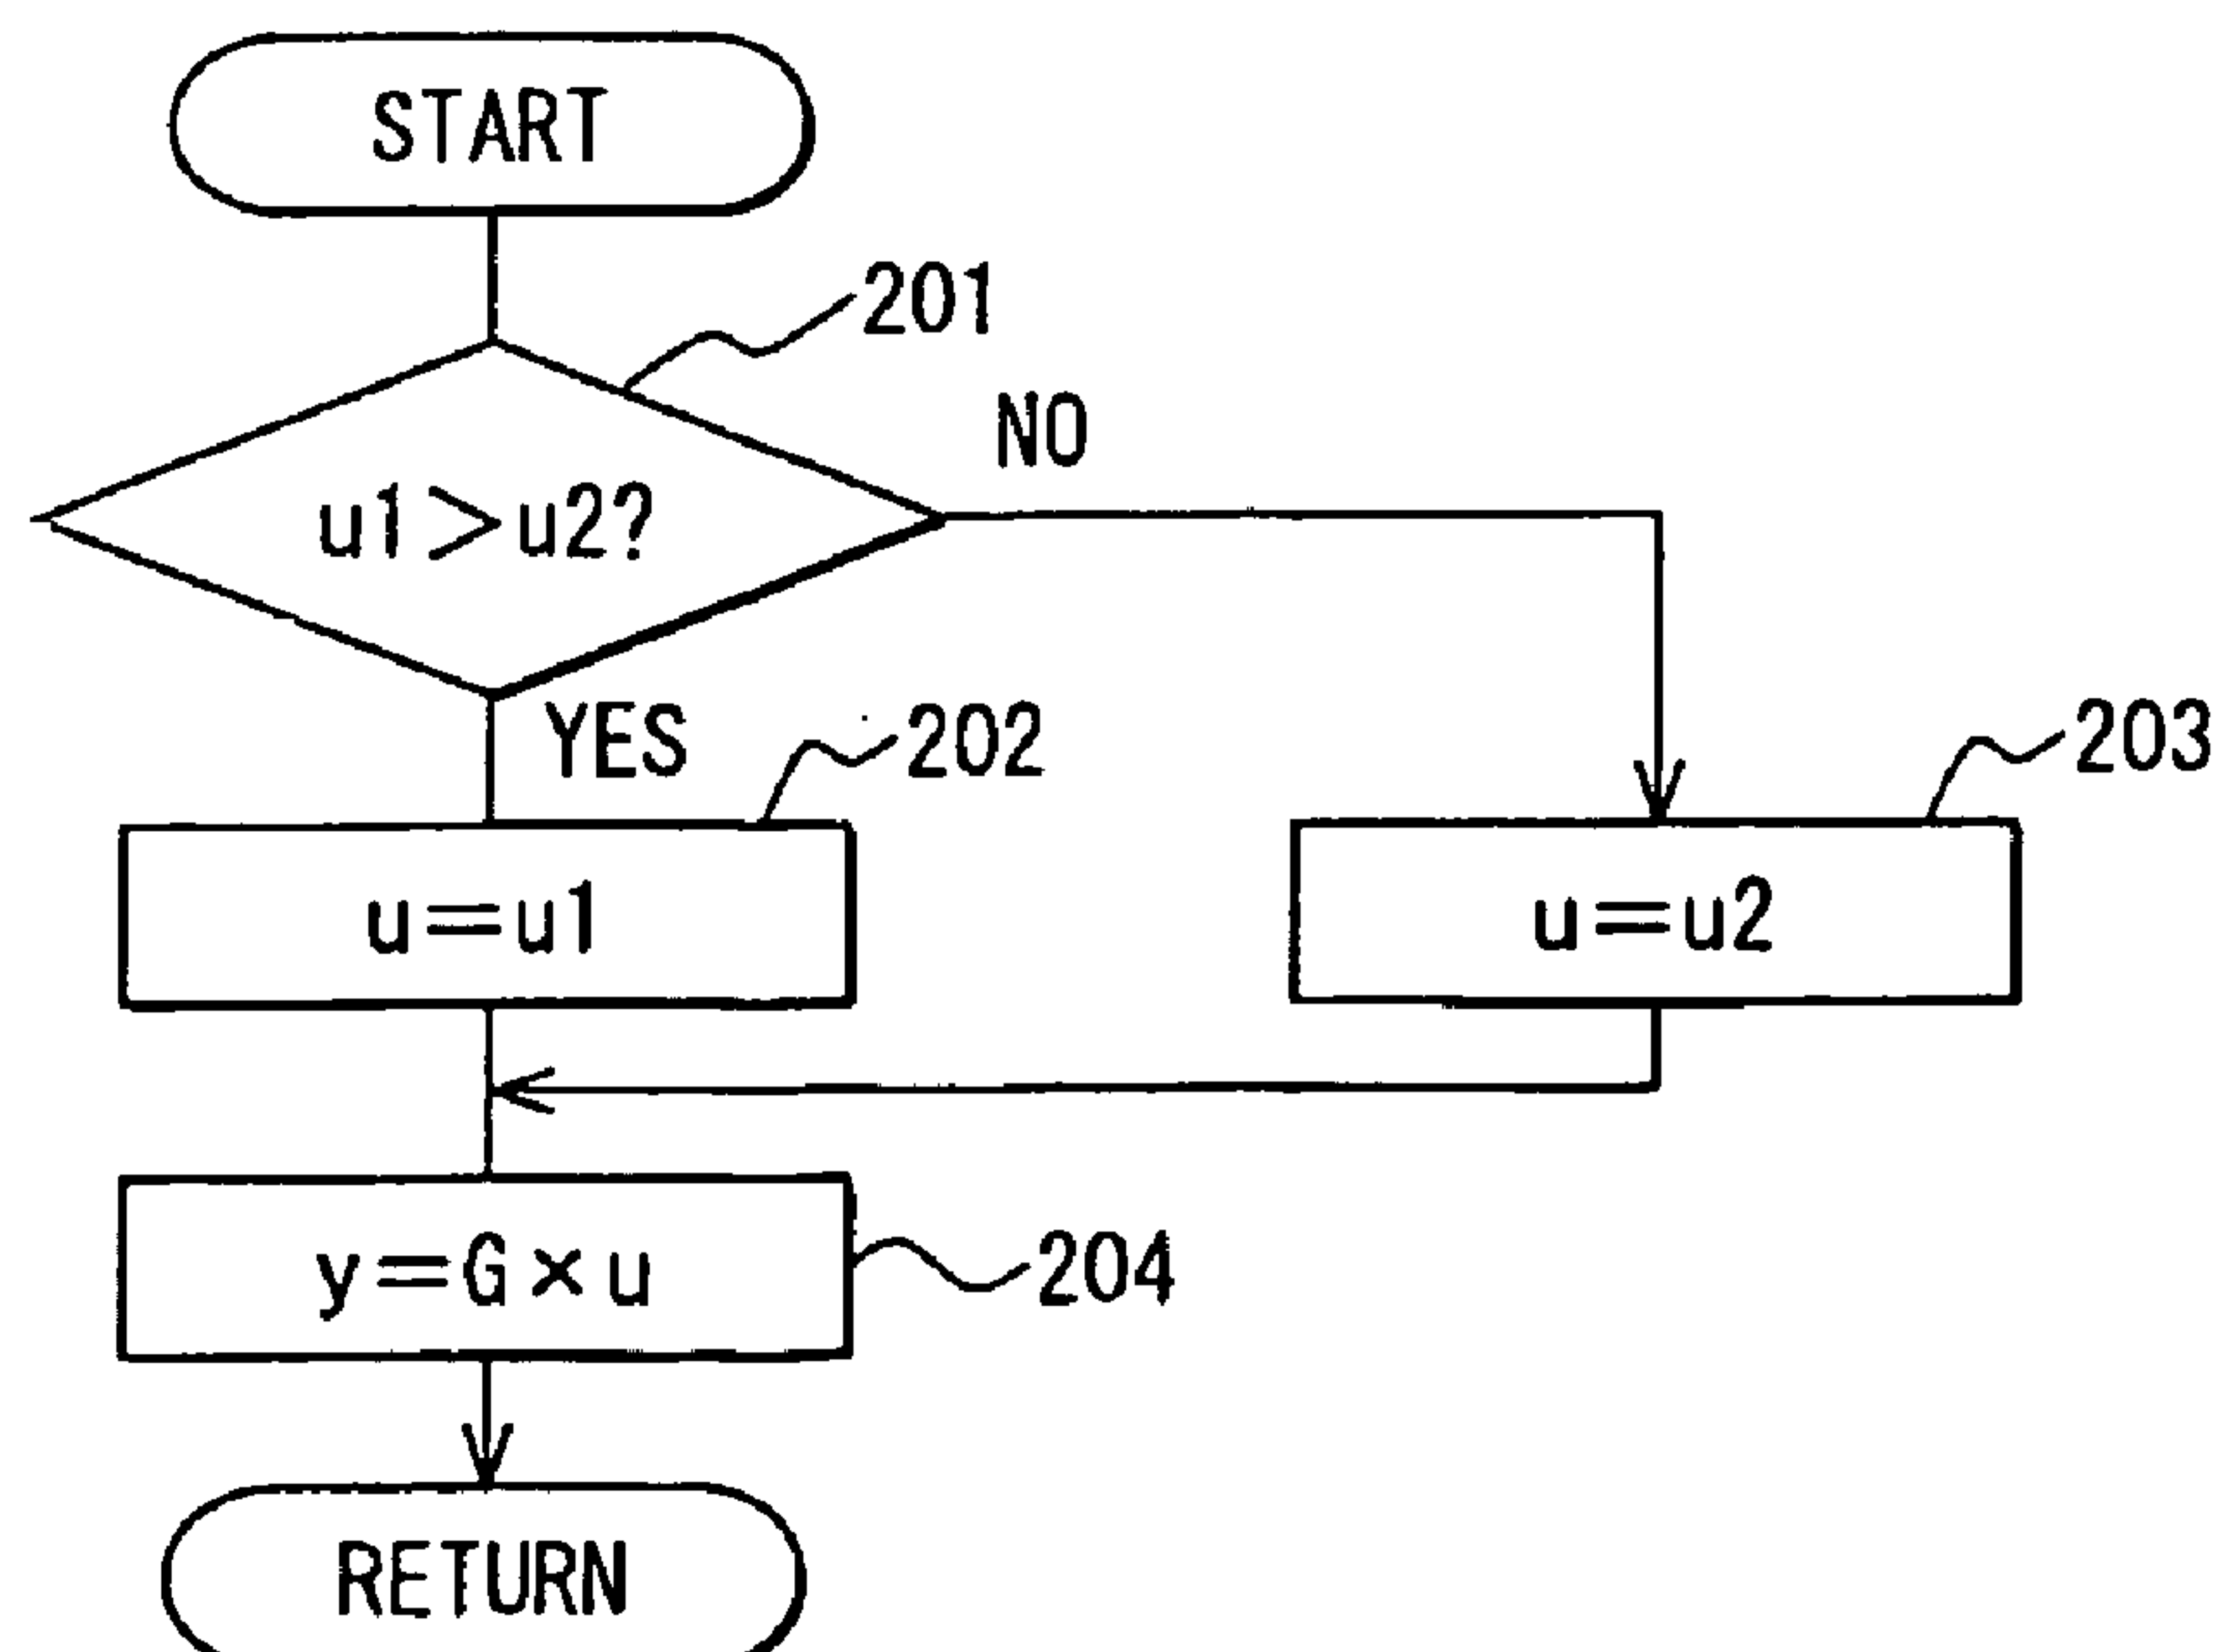 START
201
NO
u1>u2?
YES
202
203
u=u1
u=u2
y=G×u
204
RETURN